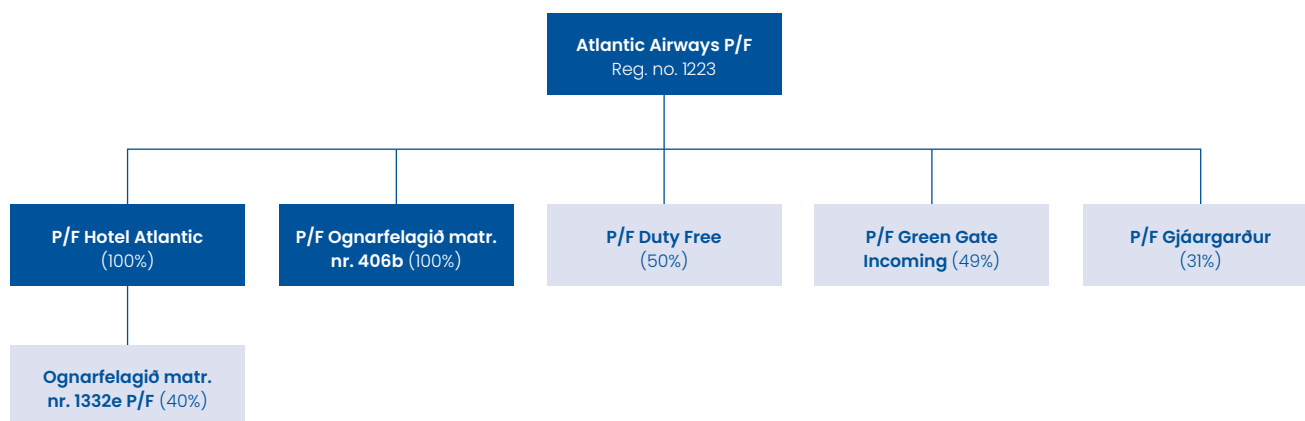 Atlantic Airways P/F
Reg. no. 1223
P/F Hotel Atlantic
(100%)
P/F Ognarfelagið matr.
nr. 406b (100%)
P/F Duty Free
(50%)
P/F Green Gate
Incoming (49%)
P/F Gjáargarður
(31%)
Ognarfelagið matr.
nr. 1332e P/F (40%)